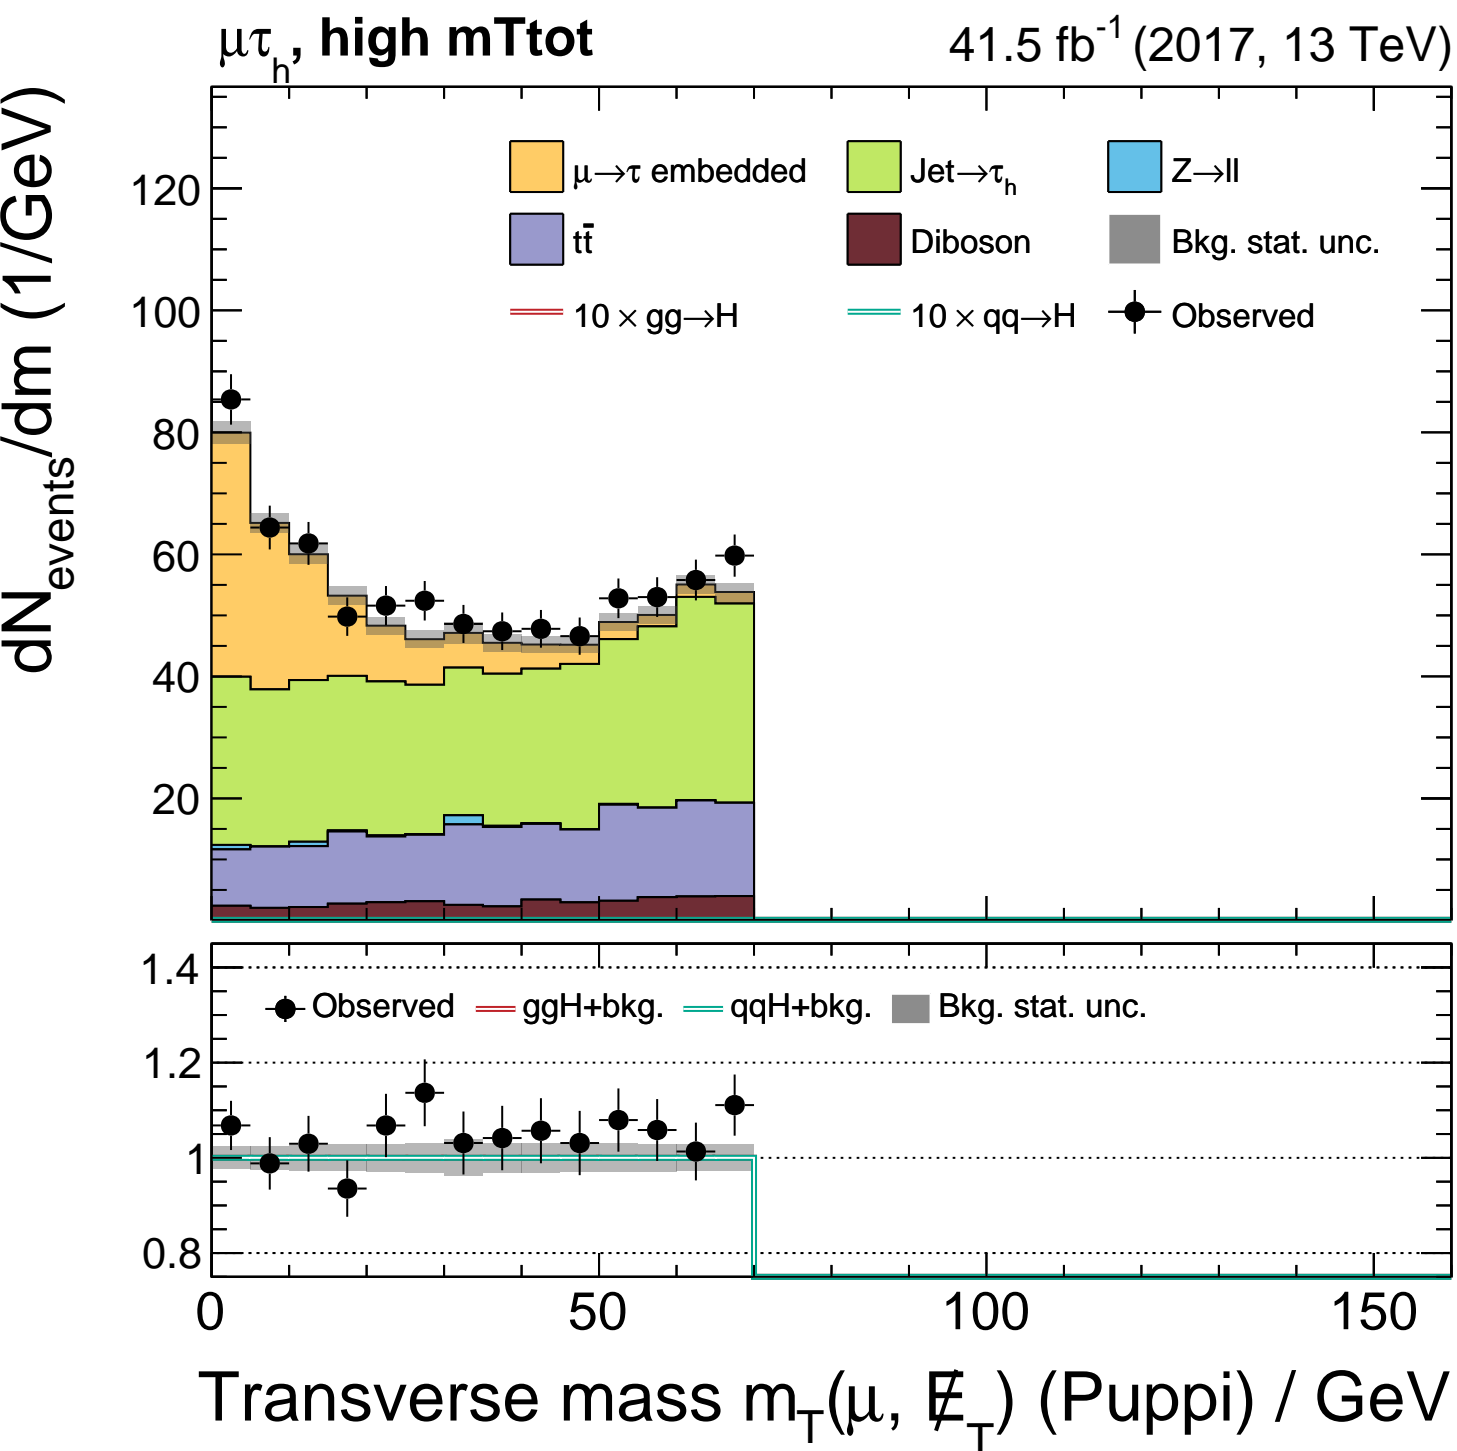 μτh, high mTtot 41.5 fb-1 (2017, 13 TeV)
dNevents/dm (1/GeV)
μ→τ embedded Jet→τh Z→ll
tt̄ Diboson Bkg. stat. unc.
10 × gg→H 10 × qq→H Observed
120
100
80
60
40
20
1.4
Observed ggH+bkg. qqH+bkg. Bkg. stat. unc.
1.2
1
0.8
0 50 100 150
Transverse mass mT(μ, E̸T) (Puppi) / GeV